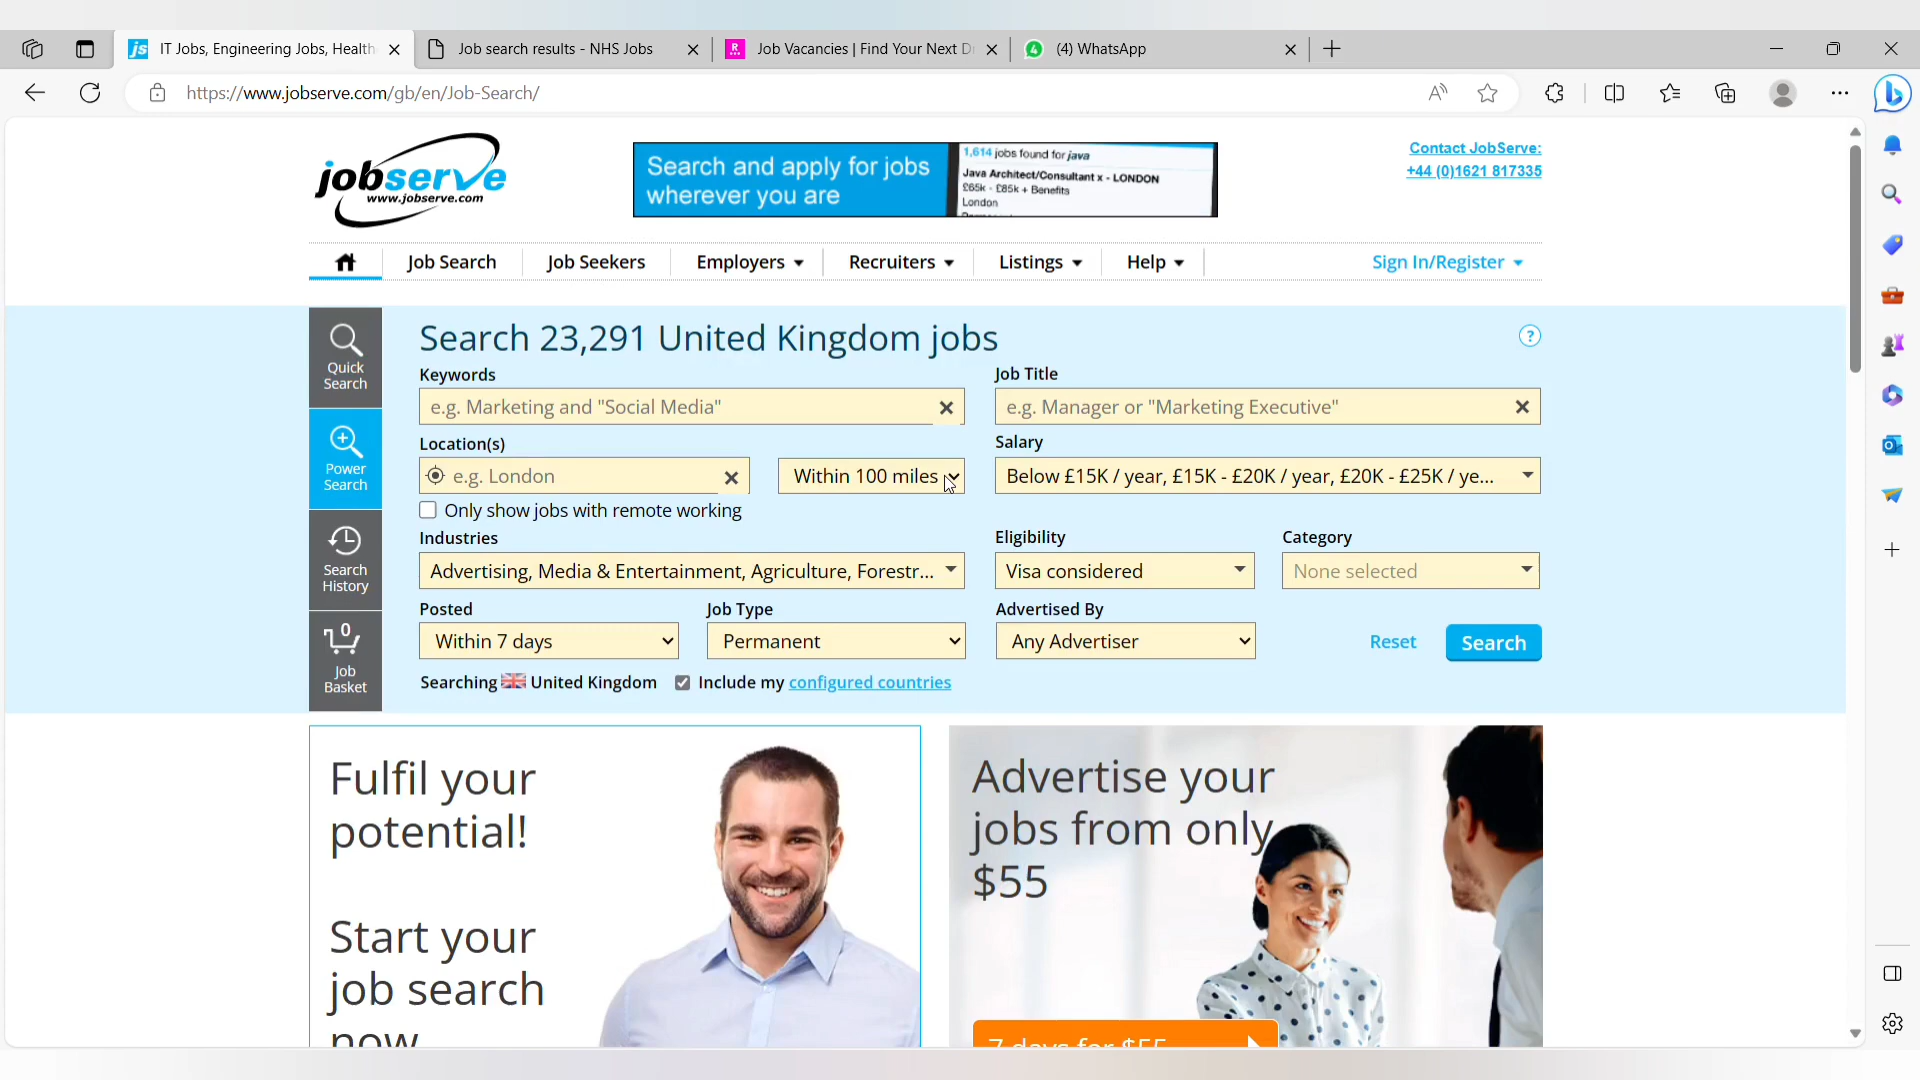 IT Jobs, Engineering Jobs, Health
Job search results - NHS Jobs
R.
Job Vacancies | Find Your Next D
4
(4) WhatsApp
https://www.jobserve.com/gb/en/Job-Search/
jobserve
www.jobserve.com
Search and apply for jobs
wherever you are
1,614 jobs found for java
Java Architect/Consultant x - LONDON
£65k - £85k + Benefits
London
Contact JobServe:
+44 (0)1621 817335
Job Search
Job Seekers
Employers
Recruiters
Listings
Help
Sign In/Register
Quick
Search
Power
Search
Search
History
0
Job
Basket
Search 23,291 United Kingdom jobs
?
Keywords
Job Title
e.g. Marketing and "Social Media"
e.g. Manager or "Marketing Executive"
Location(s)
Salary
e.g. London
Within 100 miles
Below £15K / year, £15K - £20K / year, £20K - £25K / ye...
Only show jobs with remote working
Industries
Eligibility
Category
Advertising, Media & Entertainment, Agriculture, Forestr...
Visa considered
None selected
Posted
Job Type
Advertised By
Within 7 days
Permanent
Any Advertiser
Reset
Search
Searching United Kingdom
Include my configured countries
Fulfil your
potential!
Start your
job search
now
Advertise your
jobs from only
$55
7 days for $55